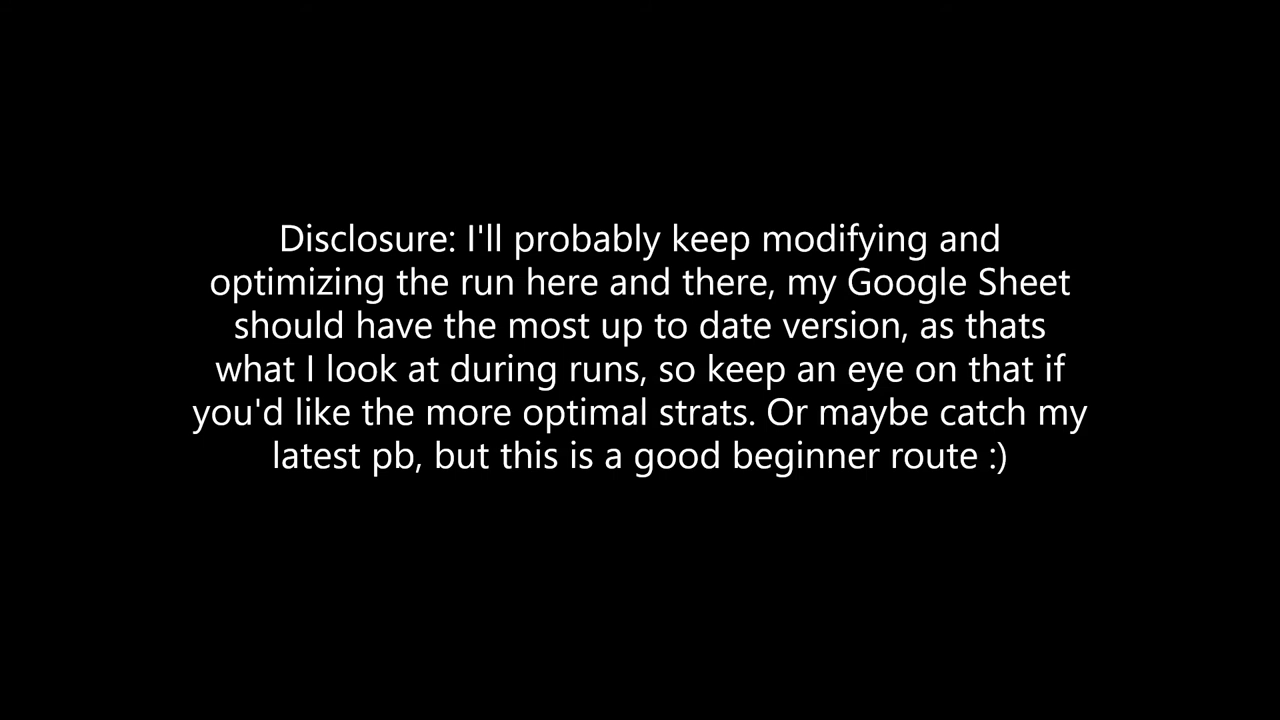 Disclosure: I'll probably keep modifying and
optimizing the run here and there, my Google Sheet
should have the most up to date version, as thats
what I look at during runs, so keep an eye on that if
you'd like the more optimal strats. Or maybe catch my
latest pb, but this is a good beginner route :)